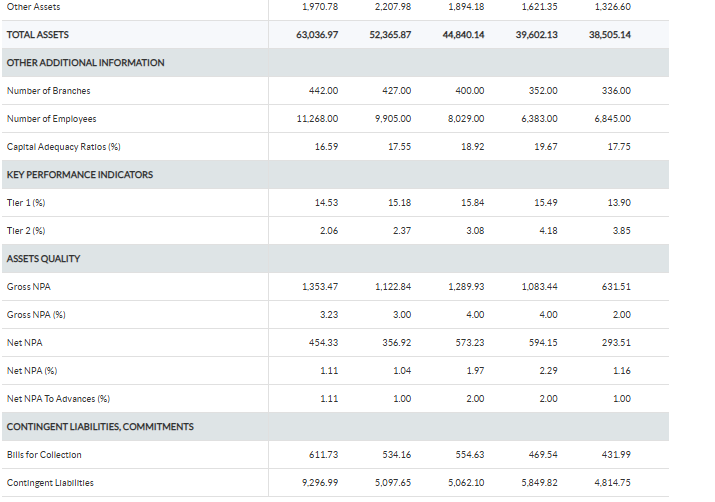 Other Assets 1,970.78 2,207.98 1,894.18 1,621.35 1,326.60
TOTAL ASSETS 63,036.97 52,365.87 44,840.14 39,602.13 38,505.14
OTHER ADDITIONAL INFORMATION
Number of Branches 442.00 427.00 400.00 352.00 336.00
Number of Employees 11,268.00 9,905.00 8,029.00 6,383.00 6,845.00
Capital Adequacy Ratios (%) 16.59 17.55 18.92 19.67 17.75
KEY PERFORMANCE INDICATORS
Tier 1 (%) 14.53 15.18 15.84 15.49 13.90
Tier 2 (%) 2.06 2.37 3.08 4.18 3.85
ASSETS QUALITY
Gross NPA 1,353.47 1,122.84 1,289.93 1,083.44 631.51
Gross NPA (%) 3.23 3.00 4.00 4.00 2.00
Net NPA 454.33 356.92 573.23 594.15 293.51
Net NPA (%) 1.11 1.04 1.97 2.29 1.16
Net NPA To Advances (%) 1.11 1.00 2.00 2.00 1.00
CONTINGENT LIABILITIES, COMMITMENTS
Bills for Collection 611.73 534.16 554.63 469.54 431.99
Contingent Liabilities 9,296.99 5,097.65 5,062.10 5,849.82 4,814.75